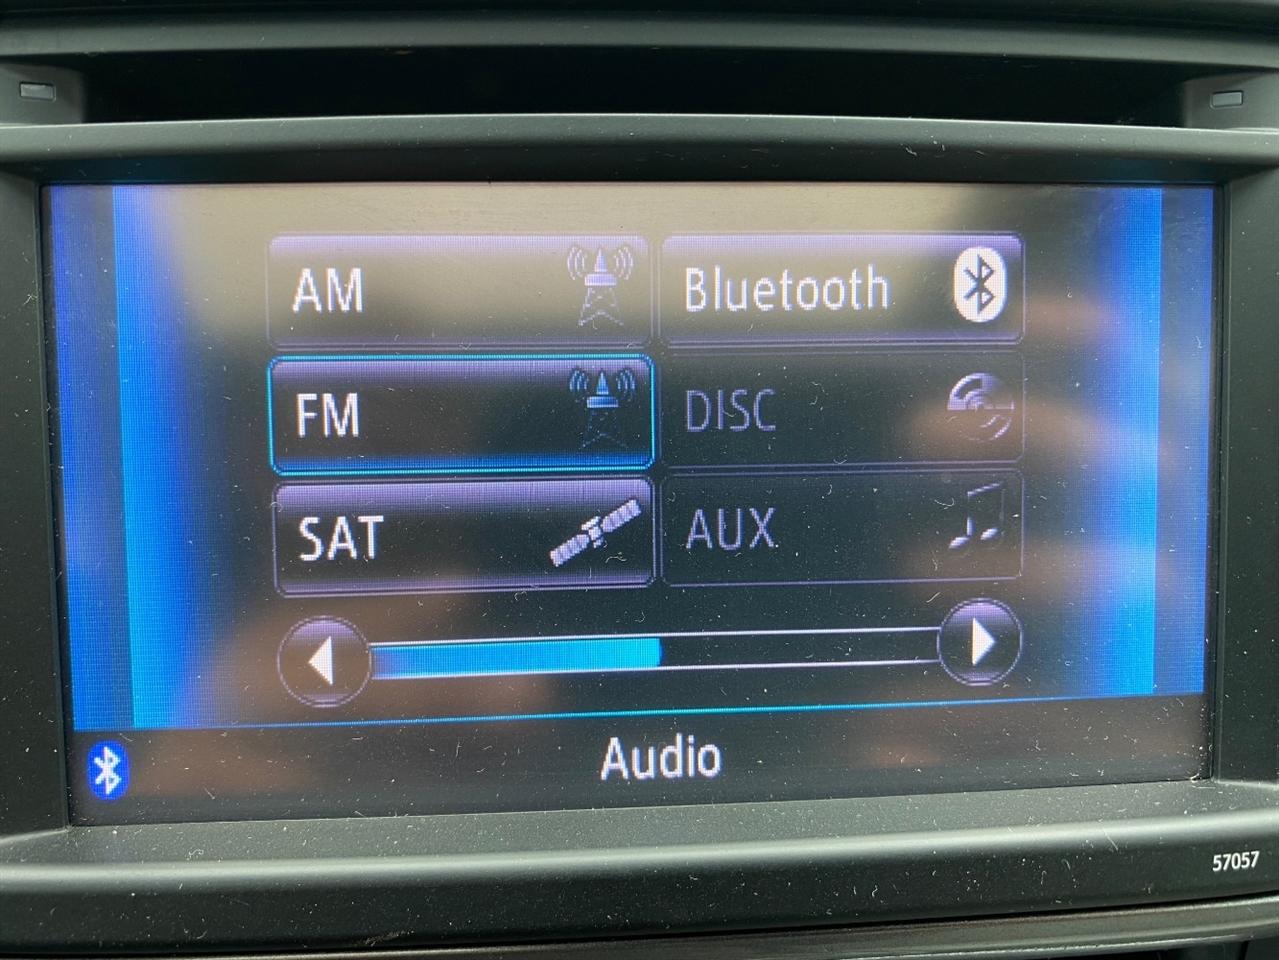 AM
Bluetooth
FM
DISC
SAT
AUX
Audio
57057